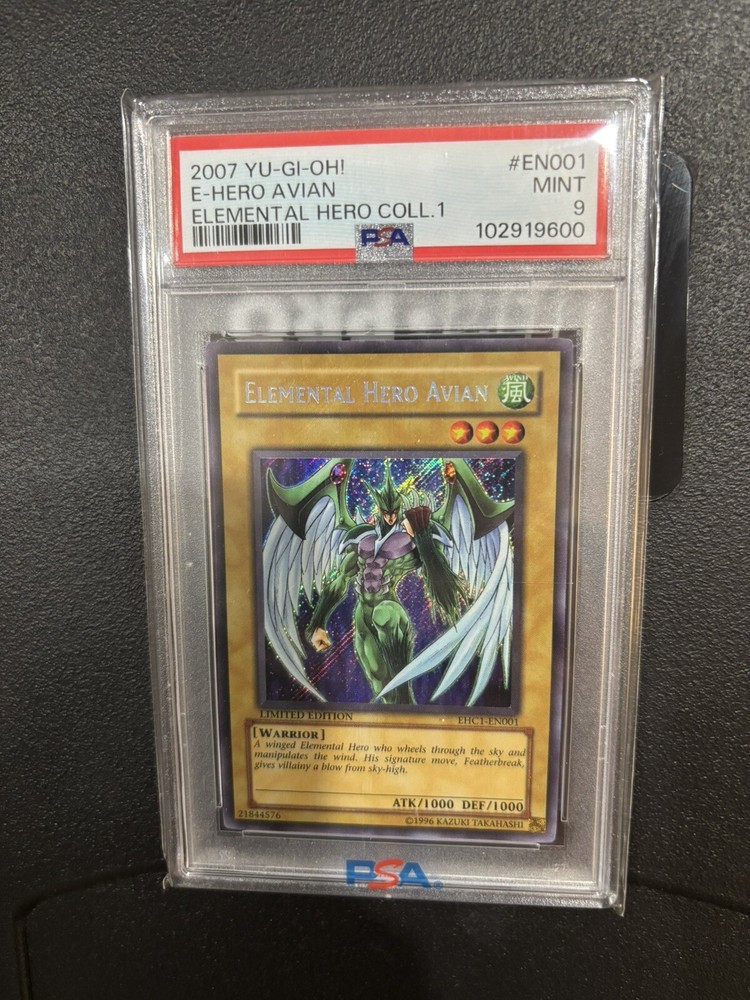 2007 YU-GI-OH! #EN001
E-HERO AVIAN MINT
ELEMENTAL HERO COLL.1 9
PSA 102919600
ELEMENTAL HERO AVIAN
WIND
風
LIMITED EDITION EHC1-EN001
[WARRIOR]
A winged Elemental Hero who wheels through the sky and
manipulates the wind. His signature move, Featherbreak,
gives villainy a blow from sky-high.
ATK/1000 DEF/1000
21844576 ©1996 KAZUKI TAKAHASHI
PSA®